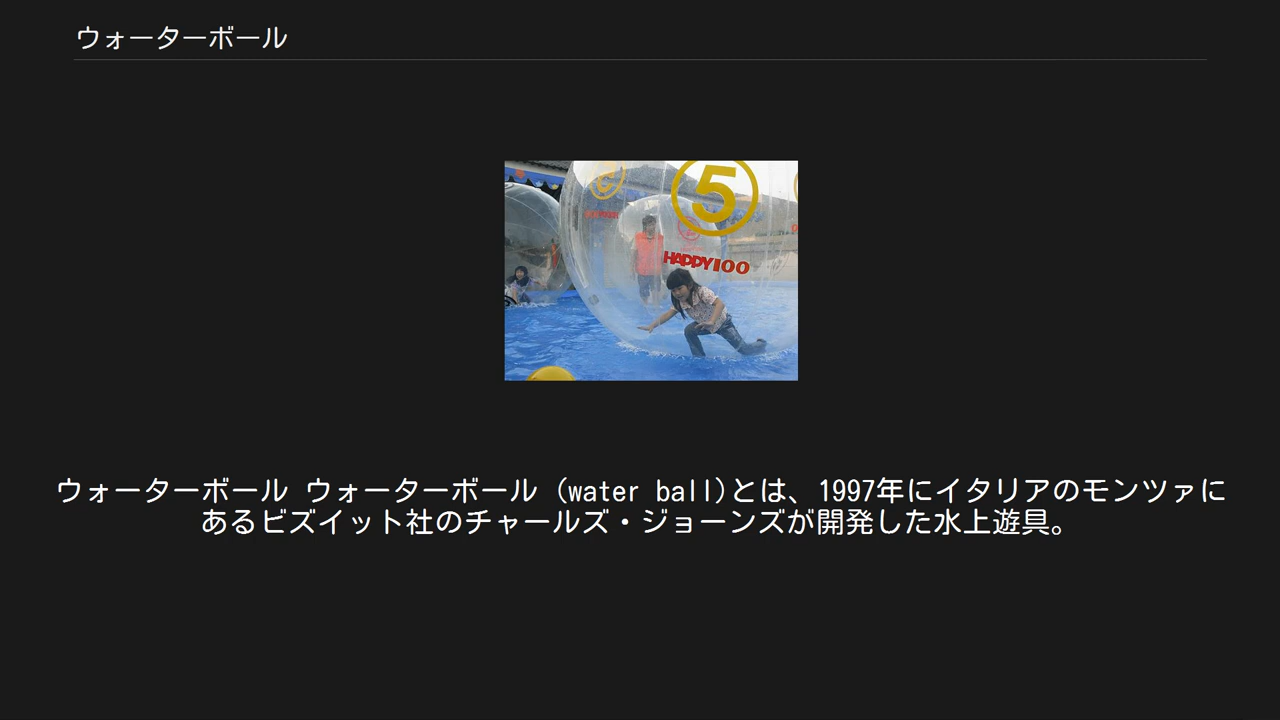 ウォーターボール
5
HAPPY100
ウォーターボール ウォーターボール (water ball)とは、1997年にイタリアのモンツァに
あるビズイット社のチャールズ・ジョーンズが開発した水上遊具。